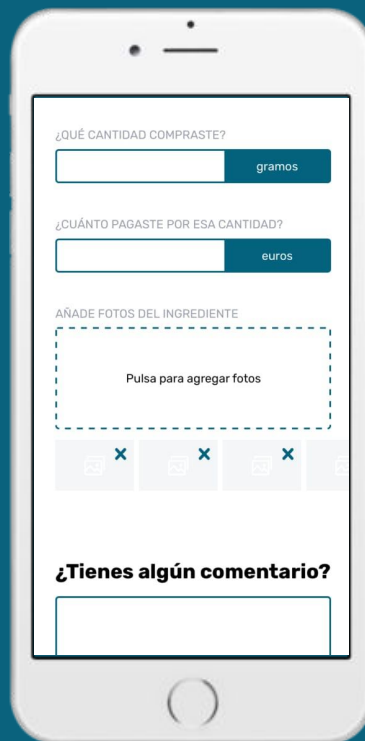 ¿QUÉ CANTIDAD COMPRASTE?
gramos
¿CUÁNTO PAGASTE POR ESA CANTIDAD?
euros
AÑADE FOTOS DEL INGREDIENTE
Pulsa para agregar fotos
¿Tienes algún comentario?